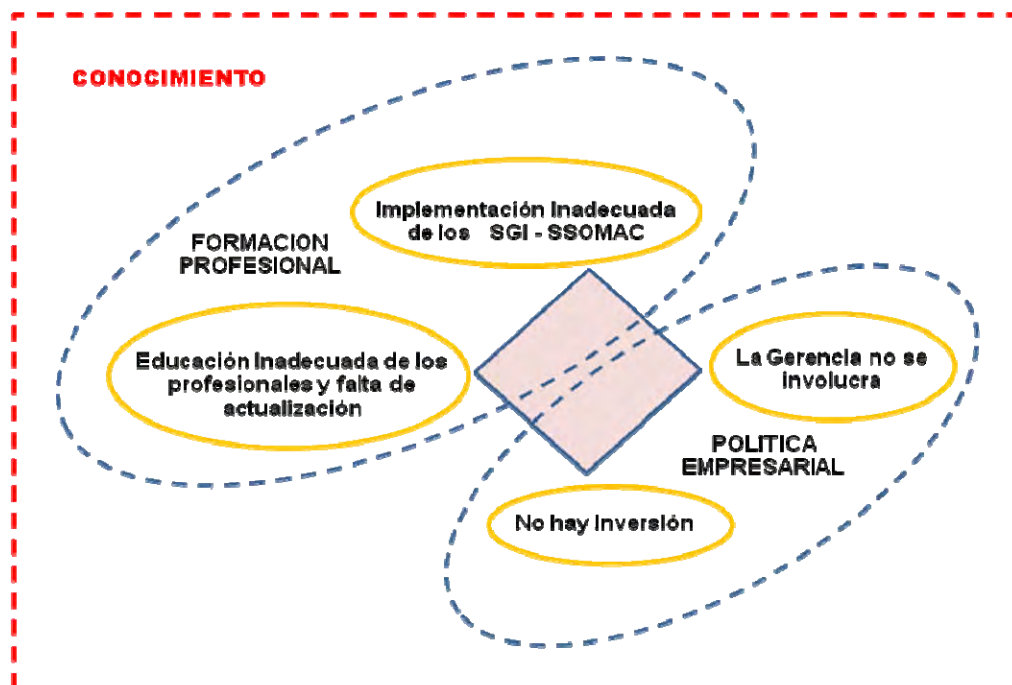 CONOCIMIENTO
Implementación Inadecuada
de los SGI - SSOMAC
FORMACION
PROFESIONAL
Educación Inadecuada de los
profesionales y falta de
actualización
La Gerencia no se
involucra
POLITICA
EMPRESARIAL
No hay Inversión